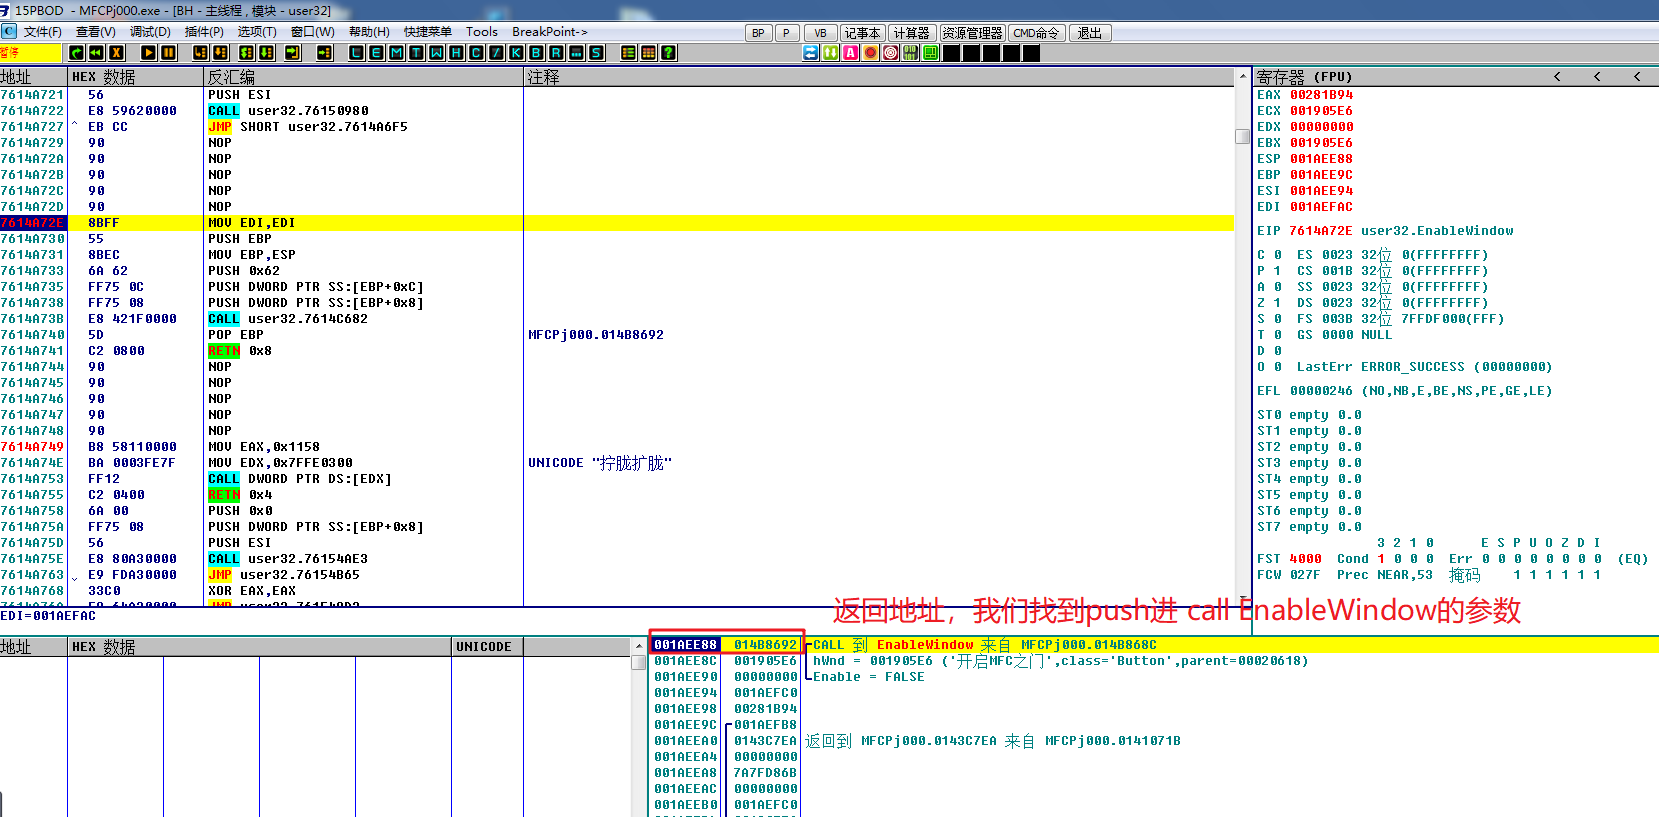 15PBOD - MFCPj000.exe - [BH - 主线程 , 模块 - user32]
C 文件(F) 查看(V) 调试(D) 插件(P) 选项(T) 窗口(W) 帮助(H) 快捷菜单 Tools BreakPoint-> BP P VB 记事本 计算器 资源管理器 CMD命令 退出
暂停 L E M T W H C / K B R ... S ?
地址 HEX 数据 反汇编 注释
7614A721 56 PUSH ESI
7614A722 E8 59620000 CALL user32.76150980
7614A727 ^ EB CC JMP SHORT user32.7614A6F5
7614A729 90 NOP
7614A72A 90 NOP
7614A72B 90 NOP
7614A72C 90 NOP
7614A72D 90 NOP
7614A72E 8BFF MOV EDI,EDI
7614A730 55 PUSH EBP
7614A731 8BEC MOV EBP,ESP
7614A733 6A 62 PUSH 0x62
7614A735 FF75 0C PUSH DWORD PTR SS:[EBP+0xC]
7614A738 FF75 08 PUSH DWORD PTR SS:[EBP+0x8]
7614A73B E8 421F0000 CALL user32.7614C682
7614A740 5D POP EBP MFCPj000.014B8692
7614A741 C2 0800 RETN 0x8
7614A744 90 NOP
7614A745 90 NOP
7614A746 90 NOP
7614A747 90 NOP
7614A748 90 NOP
7614A749 B8 58110000 MOV EAX,0x1158
7614A74E BA 0003FE7F MOV EDX,0x7FFE0300 UNICODE "拧胧扩胧"
7614A753 FF12 CALL DWORD PTR DS:[EDX]
7614A755 C2 0400 RETN 0x4
7614A758 6A 00 PUSH 0x0
7614A75A FF75 08 PUSH DWORD PTR SS:[EBP+0x8]
7614A75D 56 PUSH ESI
7614A75E E8 80A30000 CALL user32.76154AE3
7614A763 E9 FDA30000 JMP user32.76154B65
7614A768 33C0 XOR EAX,EAX
EDI=001AEFAC
寄存器 (FPU) < < <
EAX 00281B94
ECX 001905E6
EDX 00000000
EBX 001905E6
ESP 001AEE88
EBP 001AEE9C
ESI 001AEE94
EDI 001AEFAC
EIP 7614A72E user32.EnableWindow
C 0 ES 0023 32位 0(FFFFFFFF)
P 1 CS 001B 32位 0(FFFFFFFF)
A 0 SS 0023 32位 0(FFFFFFFF)
Z 1 DS 0023 32位 0(FFFFFFFF)
S 0 FS 003B 32位 7FFDF000(FFF)
T 0 GS 0000 NULL
D 0
O 0 LastErr ERROR_SUCCESS (00000000)
EFL 00000246 (NO,NB,E,BE,NS,PE,GE,LE)
ST0 empty 0.0
ST1 empty 0.0
ST2 empty 0.0
ST3 empty 0.0
ST4 empty 0.0
ST5 empty 0.0
ST6 empty 0.0
ST7 empty 0.0
3 2 1 0 E S P U O Z D I
FST 4000 Cond 1 0 0 0 Err 0 0 0 0 0 0 0 0 (EQ)
FCW 027F Prec NEAR,53 掩码 1 1 1 1 1 1
返回地址，我们找到push进 call EnableWindow的参数
地址 HEX 数据 UNICODE
001AEE88 014B8692 CALL 到 EnableWindow 来自 MFCPj000.014B868C
001AEE8C 001905E6 hWnd = 001905E6 ('开启MFC之门',class='Button',parent=00020618)
001AEE90 00000000 Enable = FALSE
001AEE94 001AEFC0
001AEE98 00281B94
001AEE9C 001AEFB8
001AEEA0 0143C7EA 返回到 MFCPj000.0143C7EA 来自 MFCPj000.0141071B
001AEEA4 00000000
001AEEA8 7A7FD86B
001AEEAC 00000000
001AEEB0 001AEFC0